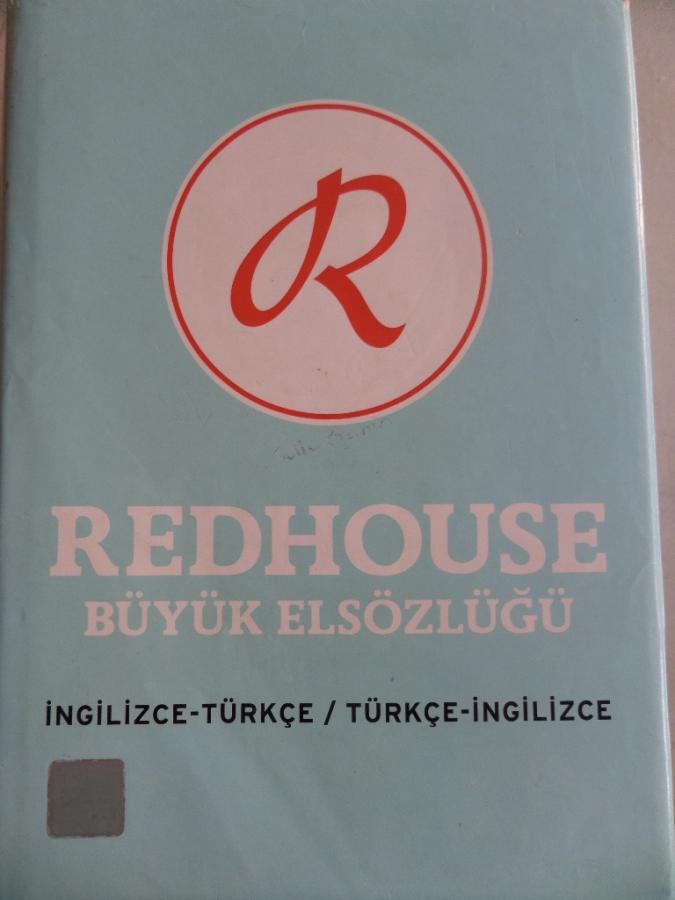 R
REDHOUSE
BÜYÜK ELSÖZLÜĞÜ
İNGİLİZCE-TÜRKÇE / TÜRKÇE-İNGİLİZCE